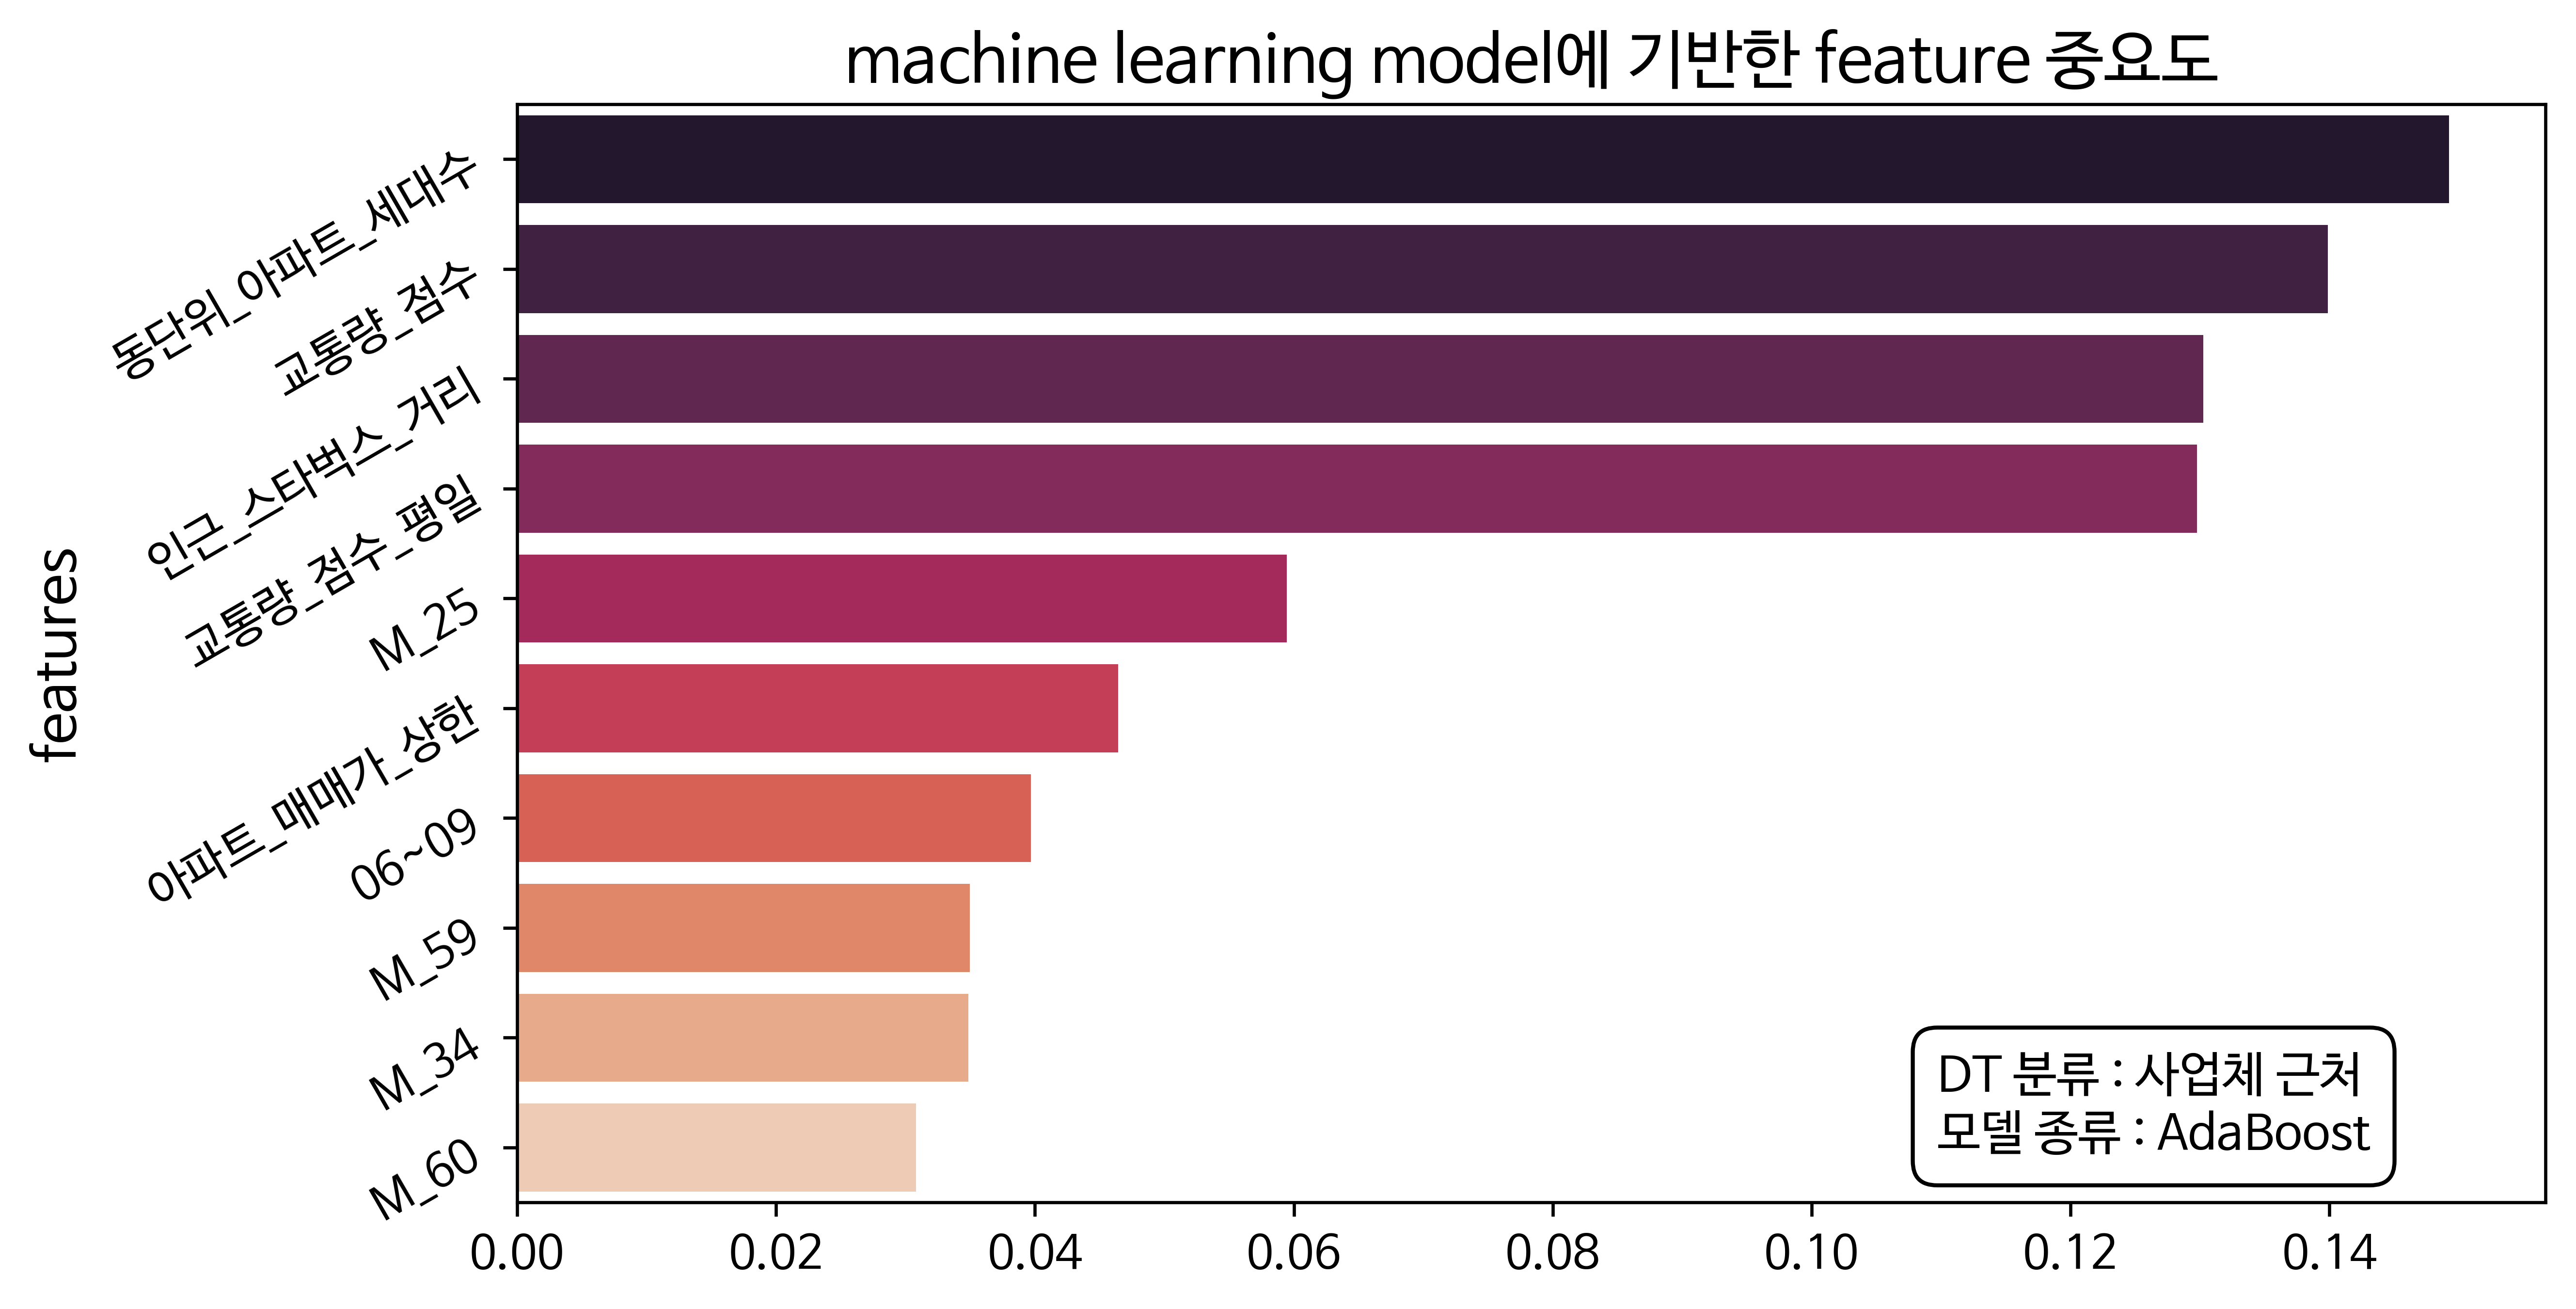 machine learning model에 기반한 feature 중요도
features
동단위_아파트_세대수
교통량_점수
인근_스타벅스_거리
교통량_점수_평일
M_25
아파트_매매가_상한
06~09
M_59
M_34
M_60
DT 분류 : 사업체 근처
모델 종류 : AdaBoost
0.00 0.02 0.04 0.06 0.08 0.10 0.12 0.14